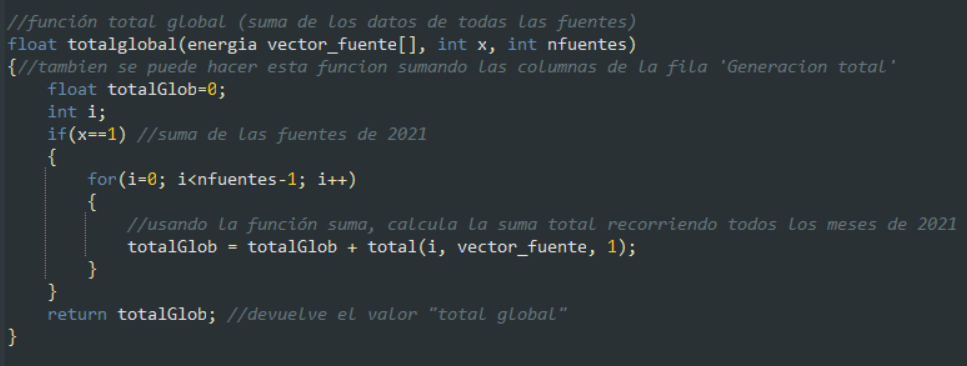 //función total global (suma de los datos de todas las fuentes)
float totalglobal(energia vector_fuente[], int x, int nfuentes)
{//tambien se puede hacer esta funcion sumando las columnas de la fila 'Generacion total'
    float totalGlob=0;
    int i;
    if(x==1) //suma de las fuentes de 2021
    {
        for(i=0; i<nfuentes-1; i++)
        {
            //usando la función suma, calcula la suma total recorriendo todos los meses de 2021
            totalGlob = totalGlob + total(i, vector_fuente, 1);
        }
    }
    return totalGlob; //devuelve el valor "total global"
}